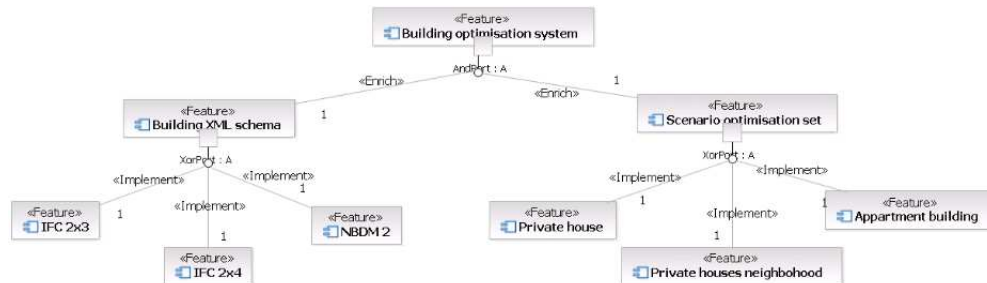 «Feature»
Building optimisation system
AndPort : A
«Enrich»
1
«Enrich»
1
«Feature»
Building XML schema
«Feature»
Scenario optimisation set
XorPort : A
XorPort : A
«Implement»
1
«Implement»
1
«Implement»
1
«Implement»
1
«Implement»
1
«Implement»
1
«Feature»
IFC 2x3
«Feature»
NBDM 2
«Feature»
Private house
«Feature»
Appartment building
«Feature»
IFC 2x4
«Feature»
Private houses neighbohood